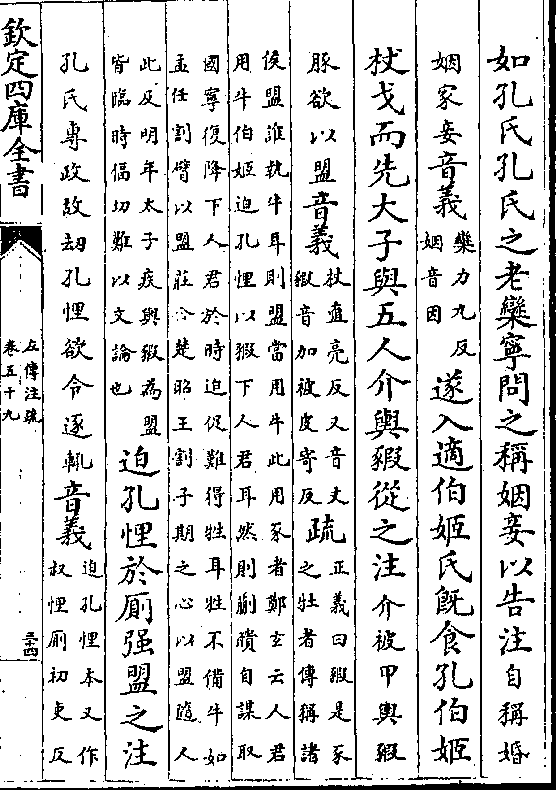 如孔氏孔氏之老欒寧問之稱姻妾以告注自稱婚
姻家妾音義欒力九反
姻音因
遂入適伯姬氏既食孔伯姬
杖戈而先大子與五人介輿豭從之注介被甲輿豭
豚欲以盟音義杖直亮反又音丈
豭音加被皮寄反
疏正義曰豭是豕
之牡者傳稱諸
侯盟誰執牛耳則盟當用牛此用豕者鄭玄云人君
用牛伯姬迫孔悝以豭下人君耳然則蒯聵自謀取
國寧復降下人君於時迫促難得牲耳牲不備牛如
孟任割臂以盟莊公楚昭王割子期之心以盟隨人
此及明年太子疾輿豭為盟
皆臨時偪切難以文論也
迫孔悝於厠强盟之注
孔氏專政故劫孔悝欲令逐輒音義迫孔悝本又作
叔悝厠初吏反
欽定四庫全書
左傳注疏
卷五十九
三十四